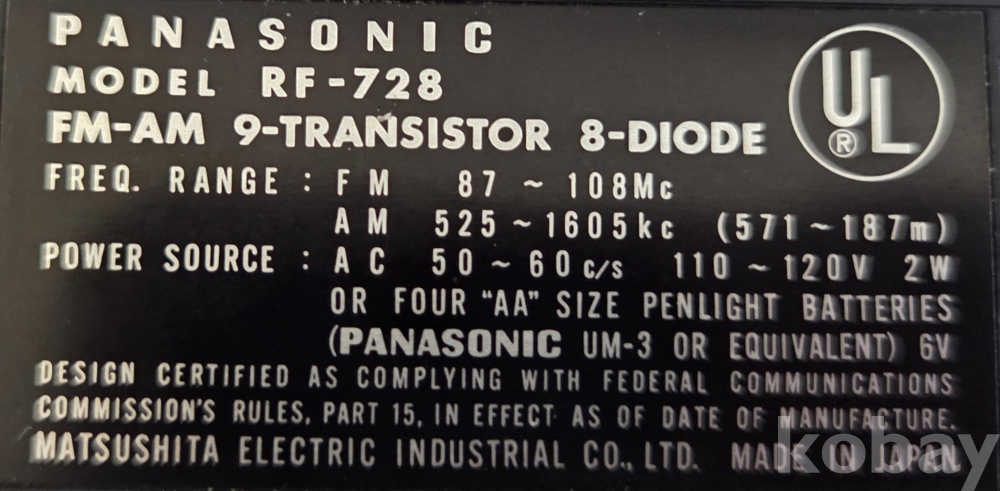 PANASONIC
MODEL RF-728
FM-AM 9-TRANSISTOR 8-DIODE
UL
®
FREQ. RANGE : FM 87 ~ 108Mc
AM 525 ~ 1605kc (571 ~ 187m)
POWER SOURCE : AC 50 ~ 60 c/s 110 ~ 120V 2W
OR FOUR "AA" SIZE PENLIGHT BATTERIES
(PANASONIC UM-3 OR EQUIVALENT) 6V
DESIGN CERTIFIED AS COMPLYING WITH FEDERAL COMMUNICATIONS
COMMISSION'S RULES, PART 15, IN EFFECT AS OF DATE OF MANUFACTURE.
MATSUSHITA ELECTRIC INDUSTRIAL CO., LTD. MADE IN JAPAN
kobay